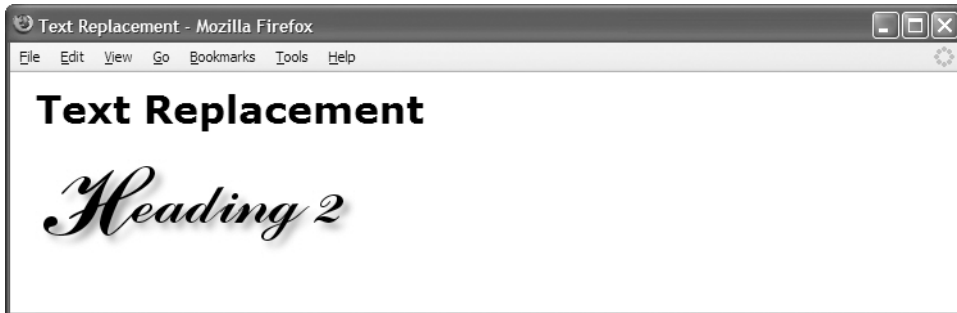 Text Replacement - Mozilla Firefox
File Edit View Go Bookmarks Tools Help
Text Replacement
Heading 2